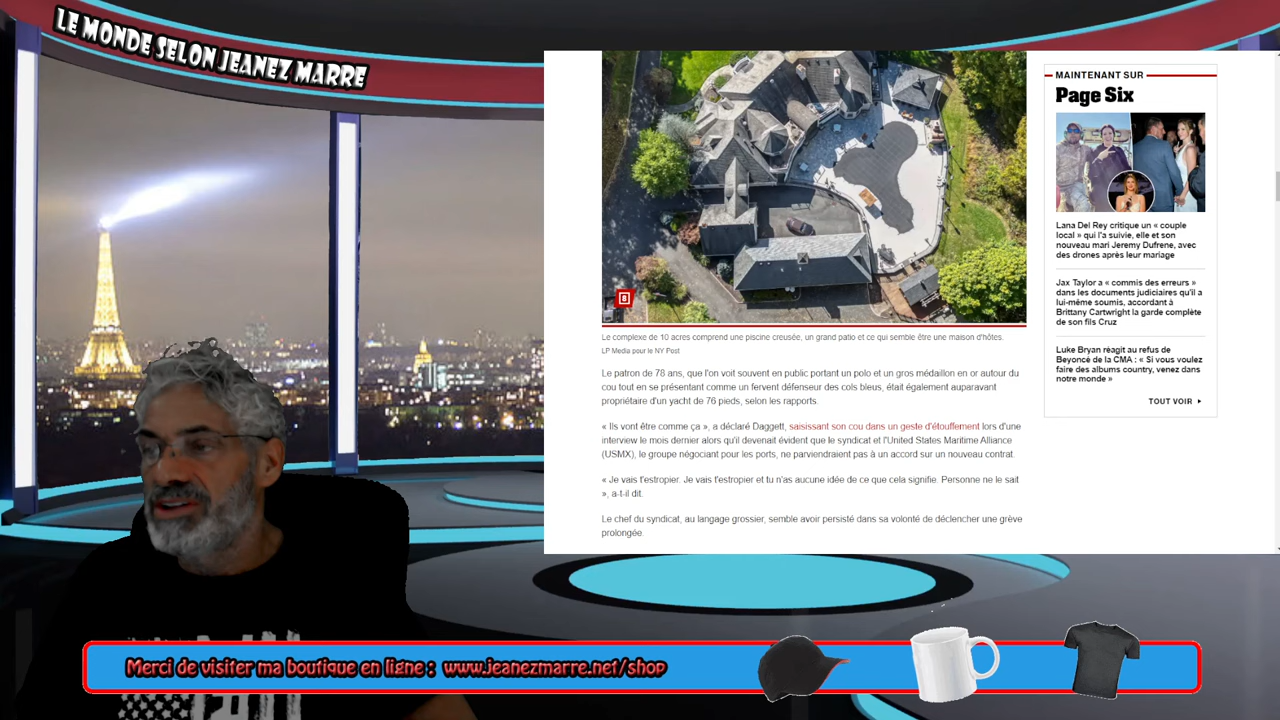 LE MONDE SELON JEANEZ MARRE
8
Le complexe de 10 acres comprend une piscine creusée, un grand patio et ce qui semble être une maison d'hôtes.
LP Media pour le NY Post
Le patron de 78 ans, que l'on voit souvent en public portant un polo et un gros médaillon en or autour du
cou tout en se présentant comme un fervent défenseur des cols bleus, était également auparavant
propriétaire d'un yacht de 76 pieds, selon les rapports.
« Ils vont être comme ça », a déclaré Daggett, saisissant son cou dans un geste d'étouffement lors d'une
interview le mois dernier alors qu'il devenait évident que le syndicat et l'United States Maritime Alliance
(USMX), le groupe négociant pour les ports, ne parviendraient pas à un accord sur un nouveau contrat.
« Je vais t'estropier. Je vais t'estropier et tu n'as aucune idée de ce que cela signifie. Personne ne le sait
», a-t-il dit.
Le chef du syndicat, au langage grossier, semble avoir persisté dans sa volonté de déclencher une grève
prolongée.
MAINTENANT SUR
Page Six
Lana Del Rey critique un « couple
local » qui l'a suivie, elle et son
nouveau mari Jeremy Dufrene, avec
des drones après leur mariage
Jax Taylor a « commis des erreurs »
dans les documents judiciaires qu'il a
lui-même soumis, accordant à
Brittany Cartwright la garde complète
de son fils Cruz
Luke Bryan réagit au refus de
Beyoncé de la CMA : « Si vous voulez
faire des albums country, venez dans
notre monde »
TOUT VOIR
Merci de visiter ma boutique en ligne : www.jeanezmarre.net/shop